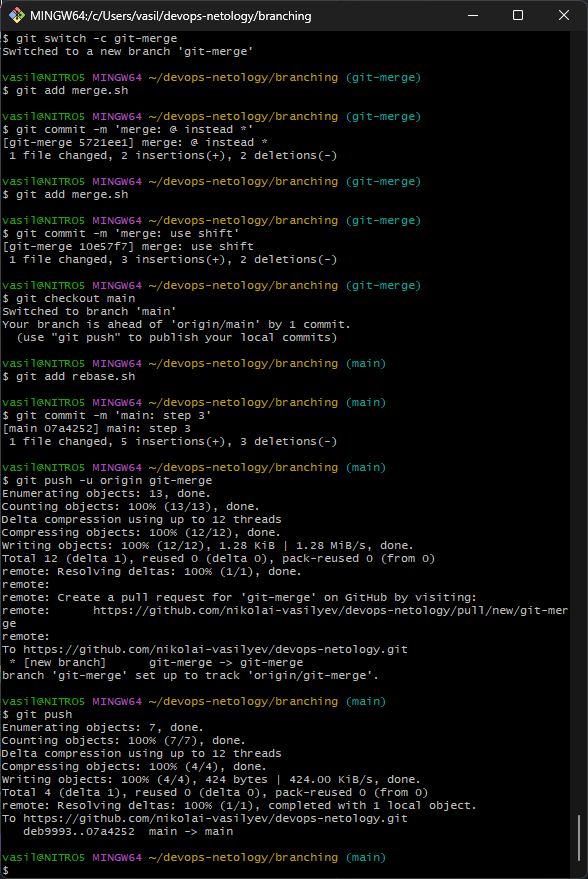 MINGW64:/c/Users/vasil/devops-netology/branching
$ git switch -c git-merge
Switched to a new branch 'git-merge'
vasil@NITRO5 MINGW64 ~/devops-netology/branching (git-merge)
$ git add merge.sh
vasil@NITRO5 MINGW64 ~/devops-netology/branching (git-merge)
$ git commit -m 'merge: @ instead *'
[git-merge 5721ee1] merge: @ instead *
 1 file changed, 2 insertions(+), 2 deletions(-)
vasil@NITRO5 MINGW64 ~/devops-netology/branching (git-merge)
$ git add merge.sh
vasil@NITRO5 MINGW64 ~/devops-netology/branching (git-merge)
$ git commit -m 'merge: use shift'
[git-merge 10e57f7] merge: use shift
 1 file changed, 3 insertions(+), 2 deletions(-)
vasil@NITRO5 MINGW64 ~/devops-netology/branching (git-merge)
$ git checkout main
Switched to branch 'main'
Your branch is ahead of 'origin/main' by 1 commit.
  (use "git push" to publish your local commits)
vasil@NITRO5 MINGW64 ~/devops-netology/branching (main)
$ git add rebase.sh
vasil@NITRO5 MINGW64 ~/devops-netology/branching (main)
$ git commit -m 'main: step 3'
[main 07a4252] main: step 3
 1 file changed, 5 insertions(+), 3 deletions(-)
vasil@NITRO5 MINGW64 ~/devops-netology/branching (main)
$ git push -u origin git-merge
Enumerating objects: 13, done.
Counting objects: 100% (13/13), done.
Delta compression using up to 12 threads
Compressing objects: 100% (12/12), done.
Writing objects: 100% (12/12), 1.28 KiB | 1.28 MiB/s, done.
Total 12 (delta 1), reused 0 (delta 0), pack-reused 0 (from 0)
remote: Resolving deltas: 100% (1/1), done.
remote:
remote: Create a pull request for 'git-merge' on GitHub by visiting:
remote:      https://github.com/nikolai-vasilyev/devops-netology/pull/new/git-mer
ge
remote:
To https://github.com/nikolai-vasilyev/devops-netology.git
 * [new branch]      git-merge -> git-merge
branch 'git-merge' set up to track 'origin/git-merge'.
vasil@NITRO5 MINGW64 ~/devops-netology/branching (main)
$ git push
Enumerating objects: 7, done.
Counting objects: 100% (7/7), done.
Delta compression using up to 12 threads
Compressing objects: 100% (4/4), done.
Writing objects: 100% (4/4), 424 bytes | 424.00 KiB/s, done.
Total 4 (delta 1), reused 0 (delta 0), pack-reused 0 (from 0)
remote: Resolving deltas: 100% (1/1), completed with 1 local object.
To https://github.com/nikolai-vasilyev/devops-netology.git
   deb9993..07a4252  main -> main
vasil@NITRO5 MINGW64 ~/devops-netology/branching (main)
$